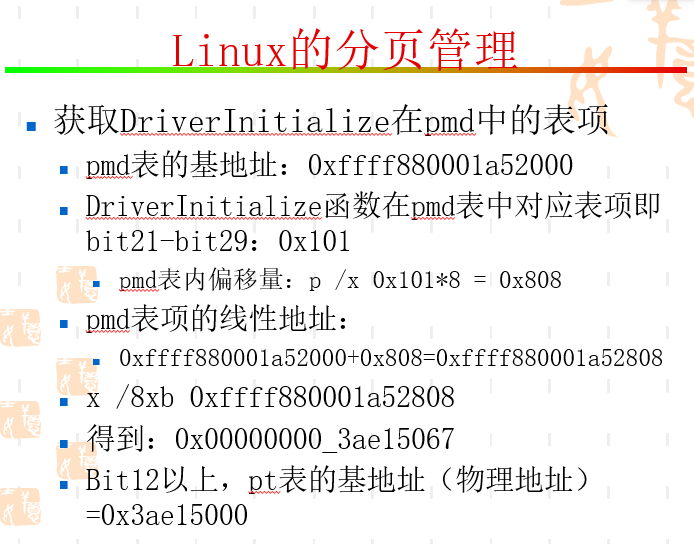 Linux的分页管理
获取DriverInitialize在pmd中的表项
pmd表的基地址：0xffff880001a52000
DriverInitialize函数在pmd表中对应表项即
bit21-bit29：0x101
pmd表内偏移量：p /x 0x101*8 = 0x808
pmd表项的线性地址：
0xffff880001a52000+0x808=0xffff880001a52808
x /8xb 0xffff880001a52808
得到：0x00000000_3ae15067
Bit12以上，pt表的基地址（物理地址）
=0x3ae15000